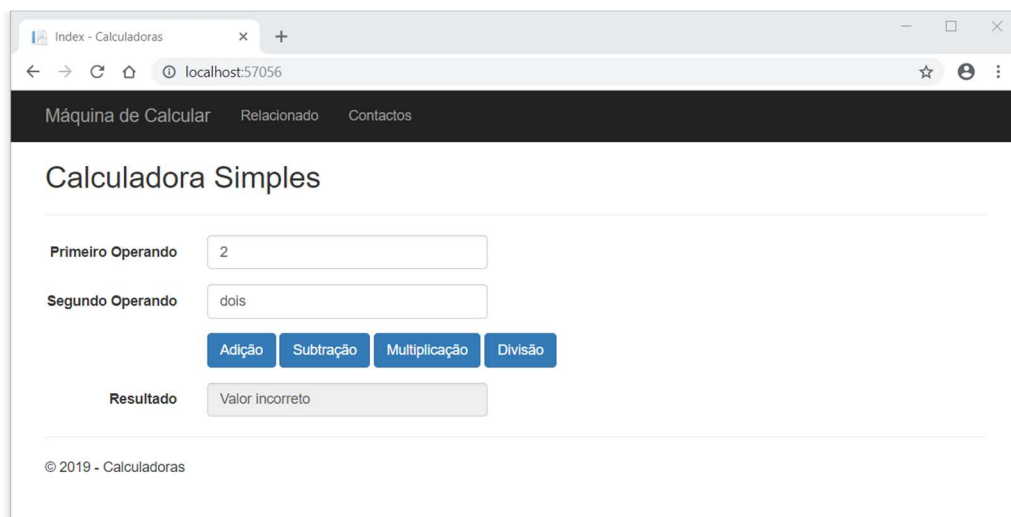 Index - Calculadoras
localhost:57056
Máquina de Calcular Relacionado Contactos
Calculadora Simples
Primeiro Operando 2
Segundo Operando dois
Adição Subtração Multiplicação Divisão
Resultado Valor incorreto
© 2019 - Calculadoras